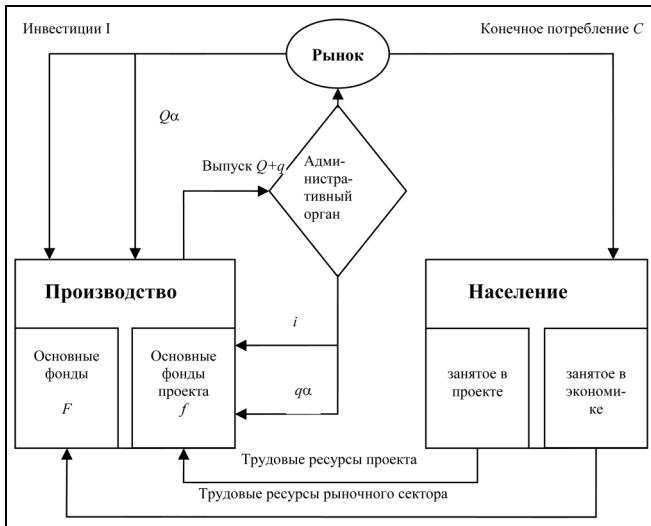 Инвестиции I
Конечное потребление C
Рынок
Qα
Выпуск Q+q
Адми-
нистра-
тивный
орган
Производство
Население
i
Основные
фонды
F
Основные
фонды
проекта
f
qα
занятое в
проекте
занятое в
экономи-
ке
Трудовые ресурсы проекта
Трудовые ресурсы рыночного сектора